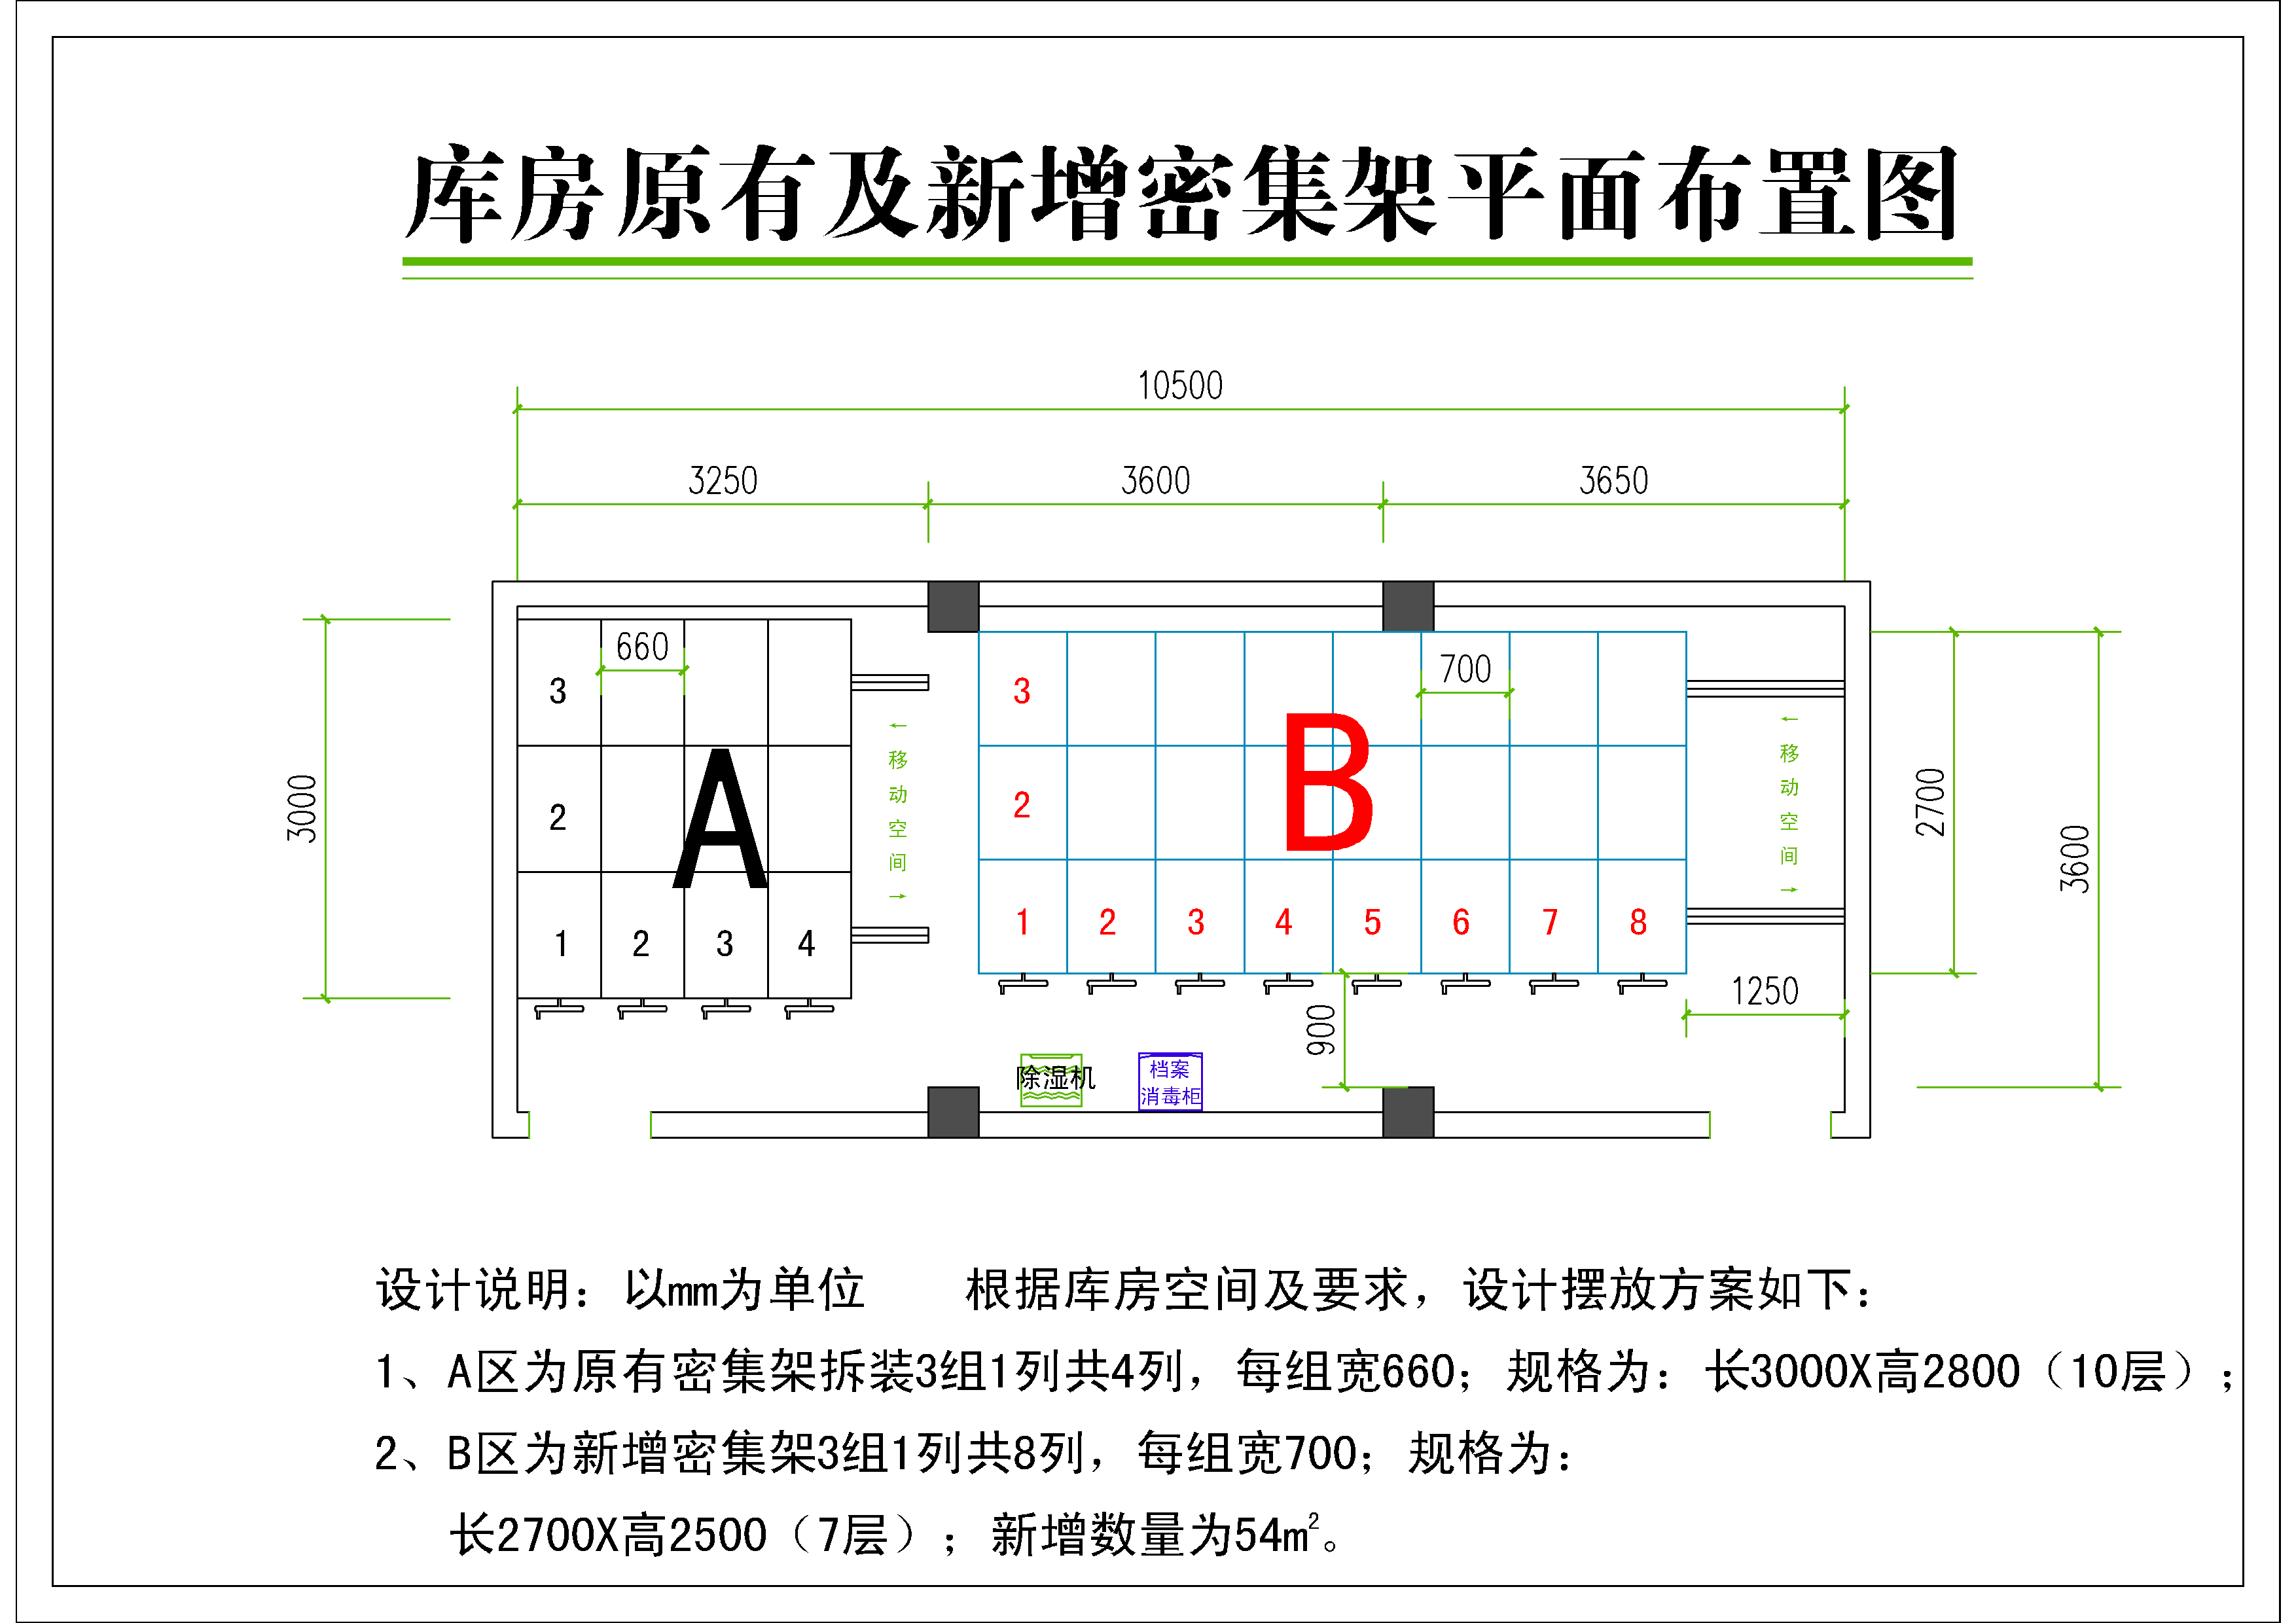 库房原有及新增密集架平面布置图
10500
3250
3600
3650
660
700
3
3
2
2
A
B
1
2
3
4
1
2
3
4
5
6
7
8
←移动空间→
←移动空间→
3000
2700
3600
1250
900
除湿机
档案
消毒柜
设计说明：以mm为单位　　根据库房空间及要求，设计摆放方案如下：
1、A区为原有密集架拆装3组1列共4列，每组宽660；规格为：长3000X高2800（10层）；
2、B区为新增密集架3组1列共8列，每组宽700；规格为：
长2700X高2500（7层）；新增数量为54m²。